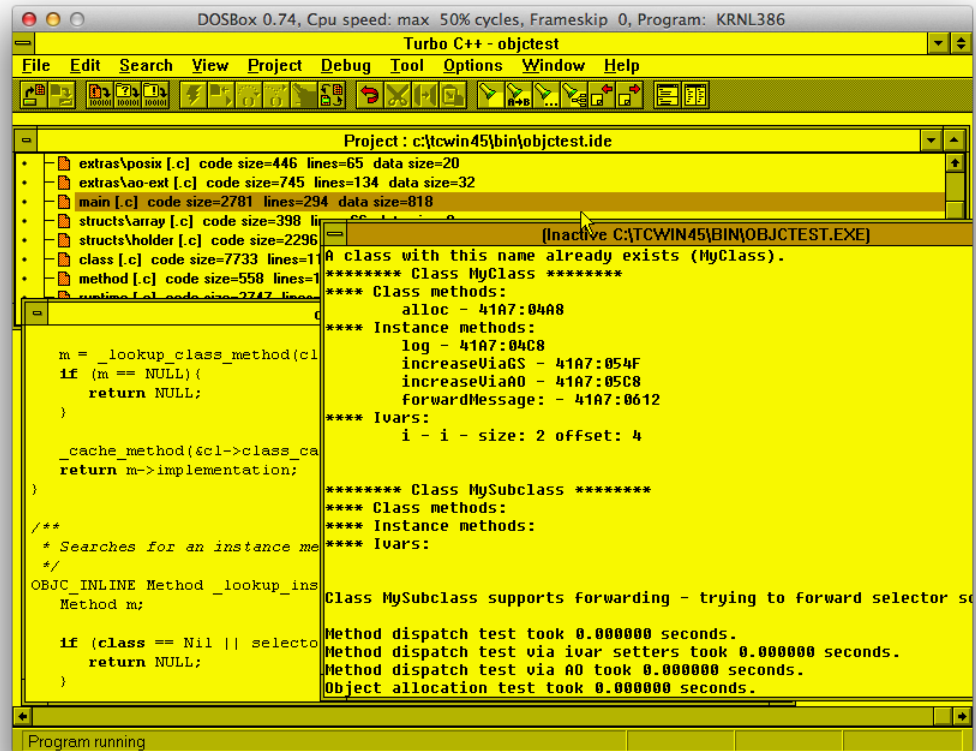 DOSBox 0.74, Cpu speed: max 50% cycles, Frameskip 0, Program: KRNL386
Turbo C++ - objctest
File Edit Search View Project Debug Tool Options Window Help
Project : c:\tcwin45\bin\objctest.ide
extras\posix [.c] code size=446 lines=65 data size=20
extras\ao-ext [.c] code size=745 lines=134 data size=32
main [.c] code size=2781 lines=294 data size=818
structs\array [.c] code size=398
structs\holder [.c] code size=2296
class [.c] code size=7733 lines=11
method [.c] code size=558 lines=1
runtime [.c] code size=2747
m = _lookup_class_method(cl
if (m == NULL){
return NULL;
}
_cache_method(&cl->class_ca
return m->implementation;
}
/**
* Searches for an instance me
*/
OBJC_INLINE Method _lookup_ins
Method m;
if (class == Nil || selecto
return NULL;
}
(Inactive C:\TCWIN45\BIN\OBJCTEST.EXE)
A class with this name already exists (MyClass).
******** Class MyClass ********
**** Class methods:
alloc - 41A7:04A8
**** Instance methods:
log - 41A7:04C8
increaseViaGS - 41A7:054F
increaseViaAO - 41A7:05C8
forwardMessage: - 41A7:0612
**** Ivars:
i - i - size: 2 offset: 4
******** Class MySubclass ********
**** Class methods:
**** Instance methods:
**** Ivars:
Class MySubclass supports forwarding - trying to forward selector so
Method dispatch test took 0.000000 seconds.
Method dispatch test via ivar setters took 0.000000 seconds.
Method dispatch test via AO took 0.000000 seconds.
Object allocation test took 0.000000 seconds.
Program running